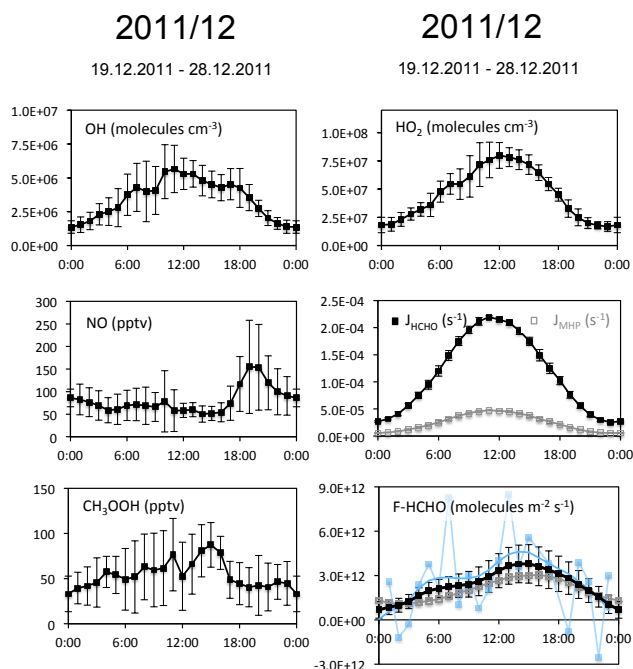 2011/12
19.12.2011 - 28.12.2011
2011/12
19.12.2011 - 28.12.2011
OH (molecules cm⁻³)
1.0E+07
7.5E+06
5.0E+06
2.5E+06
0.0E+00
0:00 6:00 12:00 18:00 0:00
HO₂ (molecules cm⁻³)
1.0E+08
7.5E+07
5.0E+07
2.5E+07
0.0E+00
0:00 6:00 12:00 18:00 0:00
NO (pptv)
300
250
200
150
100
50
0
0:00 6:00 12:00 18:00 0:00
J_HCHO (s⁻¹) J_MHP (s⁻¹)
2.5E-04
2.0E-04
1.5E-04
1.0E-04
5.0E-05
0.0E+00
0:00 6:00 12:00 18:00 0:00
CH₃OOH (pptv)
150
100
50
0
0:00 6:00 12:00 18:00 0:00
F-HCHO (molecules m⁻² s⁻¹)
9.0E+12
6.0E+12
3.0E+12
0.0E+00
-3.0E+12
0:00 6:00 12:00 18:00 0:00